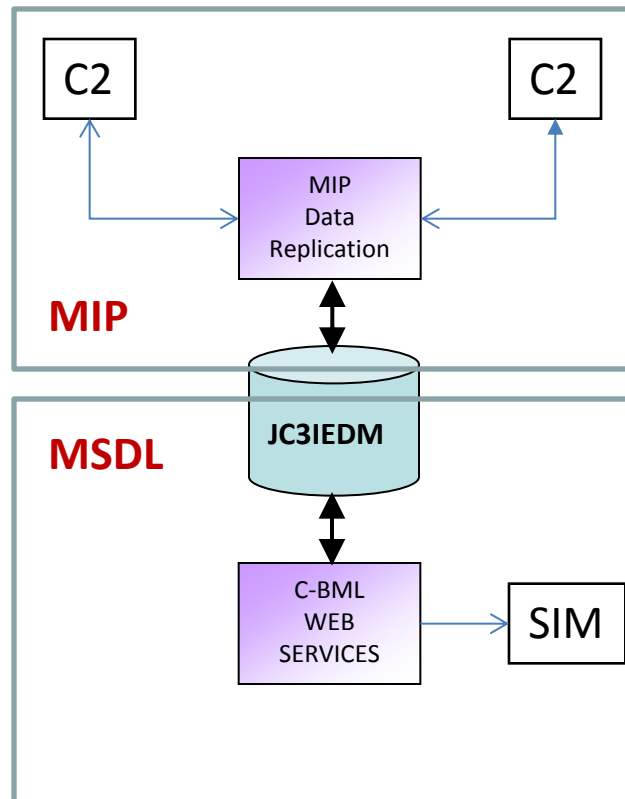 C2
C2
MIP
Data
Replication
MIP
JC3IEDM
MSDL
C-BML
WEB
SERVICES
SIM